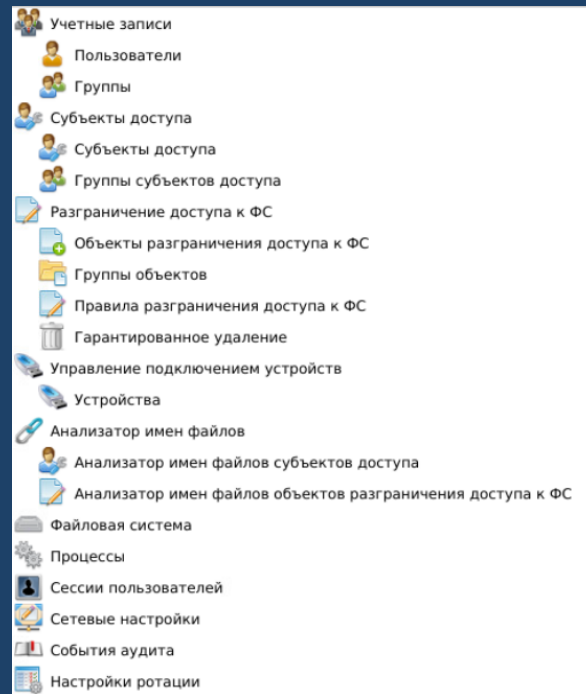 Учетные записи
Пользователи
Группы
Субъекты доступа
Субъекты доступа
Группы субъектов доступа
Разграничение доступа к ФС
Объекты разграничения доступа к ФС
Группы объектов
Правила разграничения доступа к ФС
Гарантированное удаление
Управление подключением устройств
Устройства
Анализатор имен файлов
Анализатор имен файлов субъектов доступа
Анализатор имен файлов объектов разграничения доступа к ФС
Файловая система
Процессы
Сессии пользователей
Сетевые настройки
События аудита
Настройки ротации